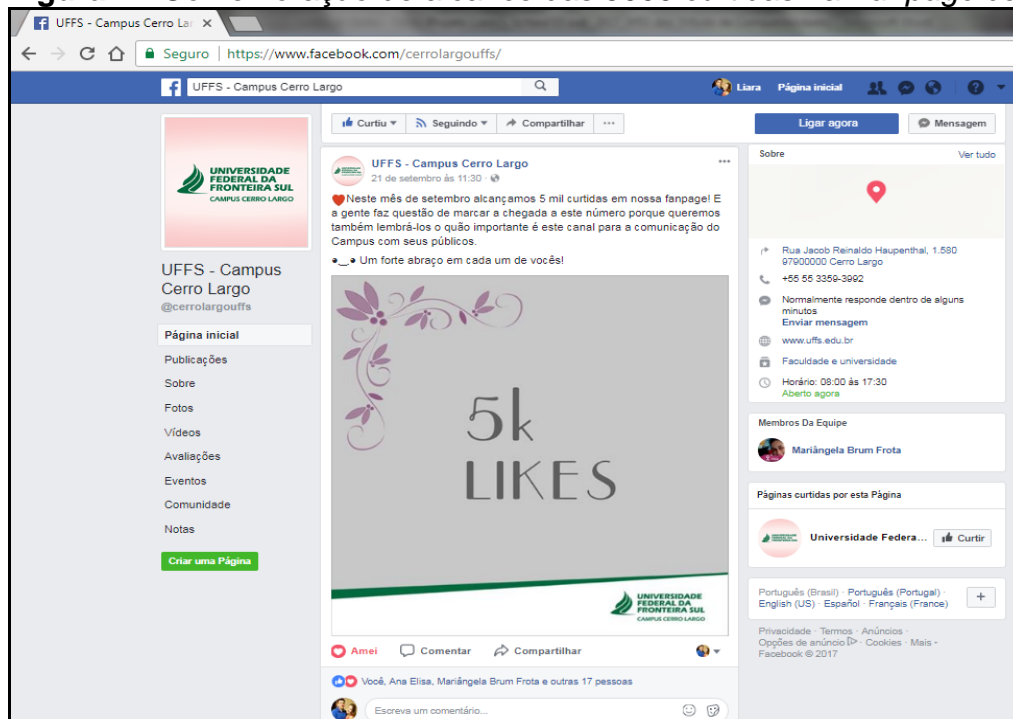 UFFS - Campus Cerro Lar
Seguro | https://www.facebook.com/cerrolargouffs/
UFFS - Campus Cerro Largo
Liara Página inicial
UNIVERSIDADE
FEDERAL DA
FRONTEIRA SUL
CAMPUS CERRO LARGO
UFFS - Campus
Cerro Largo
@cerrolargouffs
Página inicial
Publicações
Sobre
Fotos
Vídeos
Avaliações
Eventos
Comunidade
Notas
Criar uma Página
Curtiu Seguindo Compartilhar ...
UFFS - Campus Cerro Largo
21 de setembro às 11:30 ·
Neste mês de setembro alcançamos 5 mil curtidas em nossa fanpage! E
a gente faz questão de marcar a chegada a este número porque queremos
também lembrá-los o quão importante é este canal para a comunicação do
Campus com seus públicos.
◕‿◕ Um forte abraço em cada um de vocês!
5k
LIKES
UNIVERSIDADE
FEDERAL DA
FRONTEIRA SUL
CAMPUS CERRO LARGO
Amei Comentar Compartilhar
Você, Ana Elisa, Mariângela Brum Frota e outras 17 pessoas
Escreva um comentário...
Ligar agora Mensagem
Sobre Ver tudo
Rua Jacob Reinaldo Haupenthal, 1.580
97900000 Cerro Largo
+55 55 3359-3992
Normalmente responde dentro de alguns
minutos
Enviar mensagem
www.uffs.edu.br
Faculdade e universidade
Horário: 08:00 às 17:30
Aberto agora
Membros Da Equipe
Mariângela Brum Frota
Páginas curtidas por esta Página
Universidade Federa... Curtir
Português (Brasil) · Português (Portugal) ·
English (US) · Español · Français (France)
+
Privacidade · Termos · Anúncios ·
Opções de anúncio · Cookies · Mais
Facebook © 2017